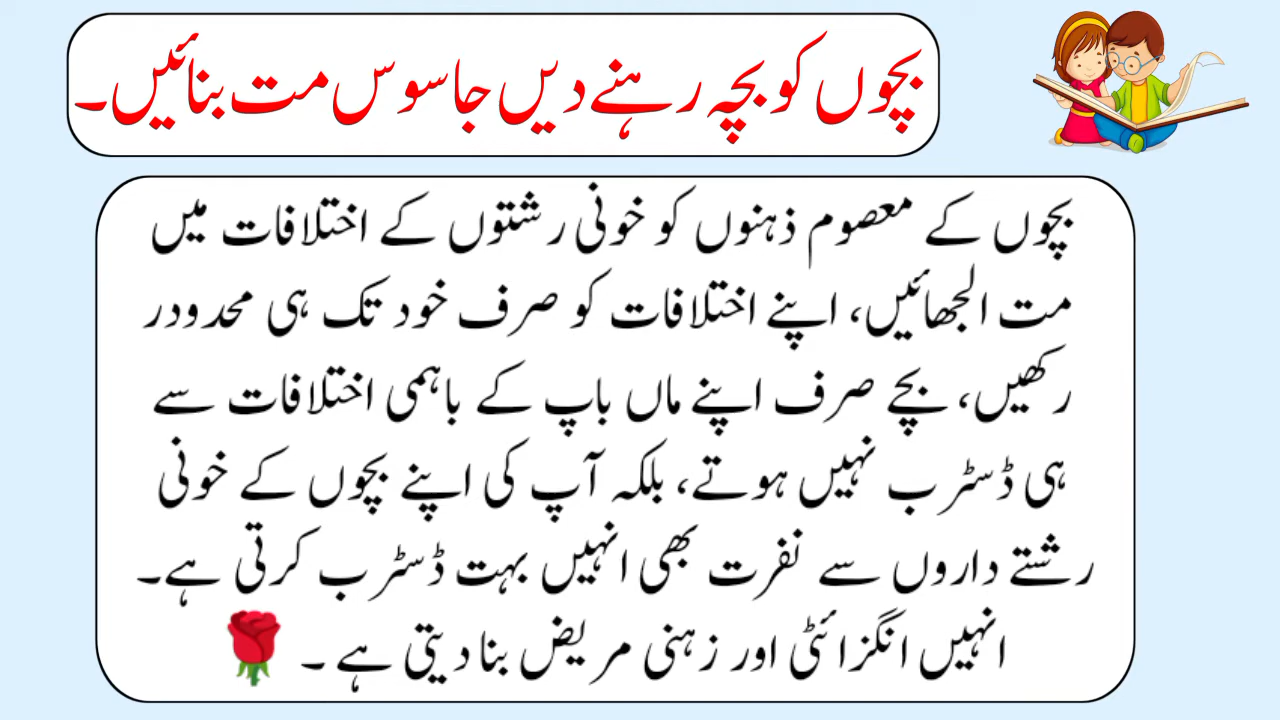 بچوں کو بچہ رہنے دیں جاسوس مت بنائیں۔
بچوں کے معصوم ذہنوں کو خونی رشتوں کے اختلافات میں
مت الجھائیں، اپنے اختلافات کو صرف خود تک ہی محدودر
رکھیں، بچے صرف اپنے ماں باپ کے باہمی اختلافات سے
ہی ڈسٹرب نہیں ہوتے، بلکہ آپ کی اپنے بچوں کے خونی
رشتے داروں سے نفرت بھی انہیں بہت ڈسٹرب کرتی ہے۔
انہیں انگزائٹی اور زہنی مریض بنا دیتی ہے ۔